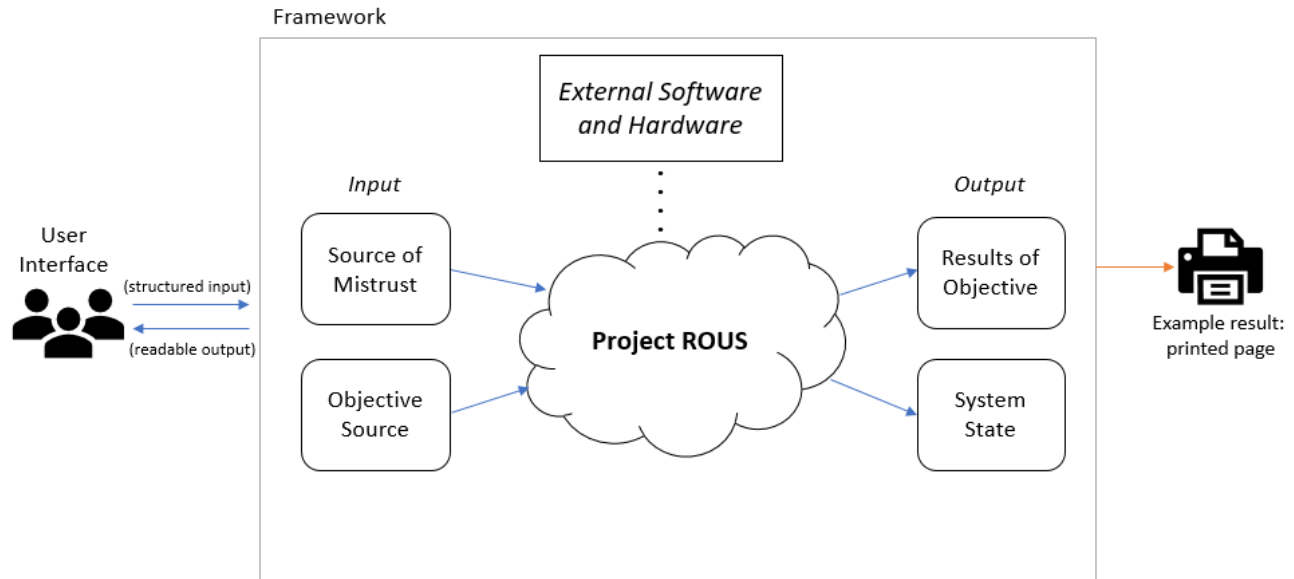 Framework
External Software
and Hardware
Input
Output
Source of
Mistrust
Results of
Objective
User
Interface
(structured input)
(readable output)
Project ROUS
Example result:
printed page
Objective
Source
System
State